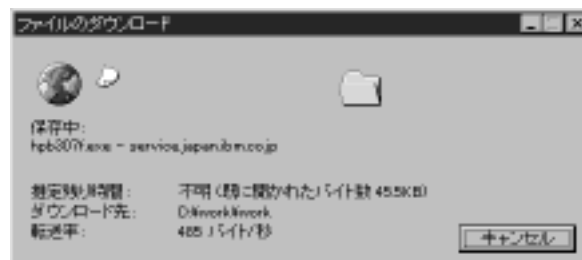 ファイルのダウンロード
保存中:
hpb307f.exe - service.japan.ibm.co.jp
推定残り時間: 不明 (既に開かれたバイト数 45.5KB)
ダウンロード先: D:¥iwork¥iwork
転送率: 485 バイト/秒
キャンセル